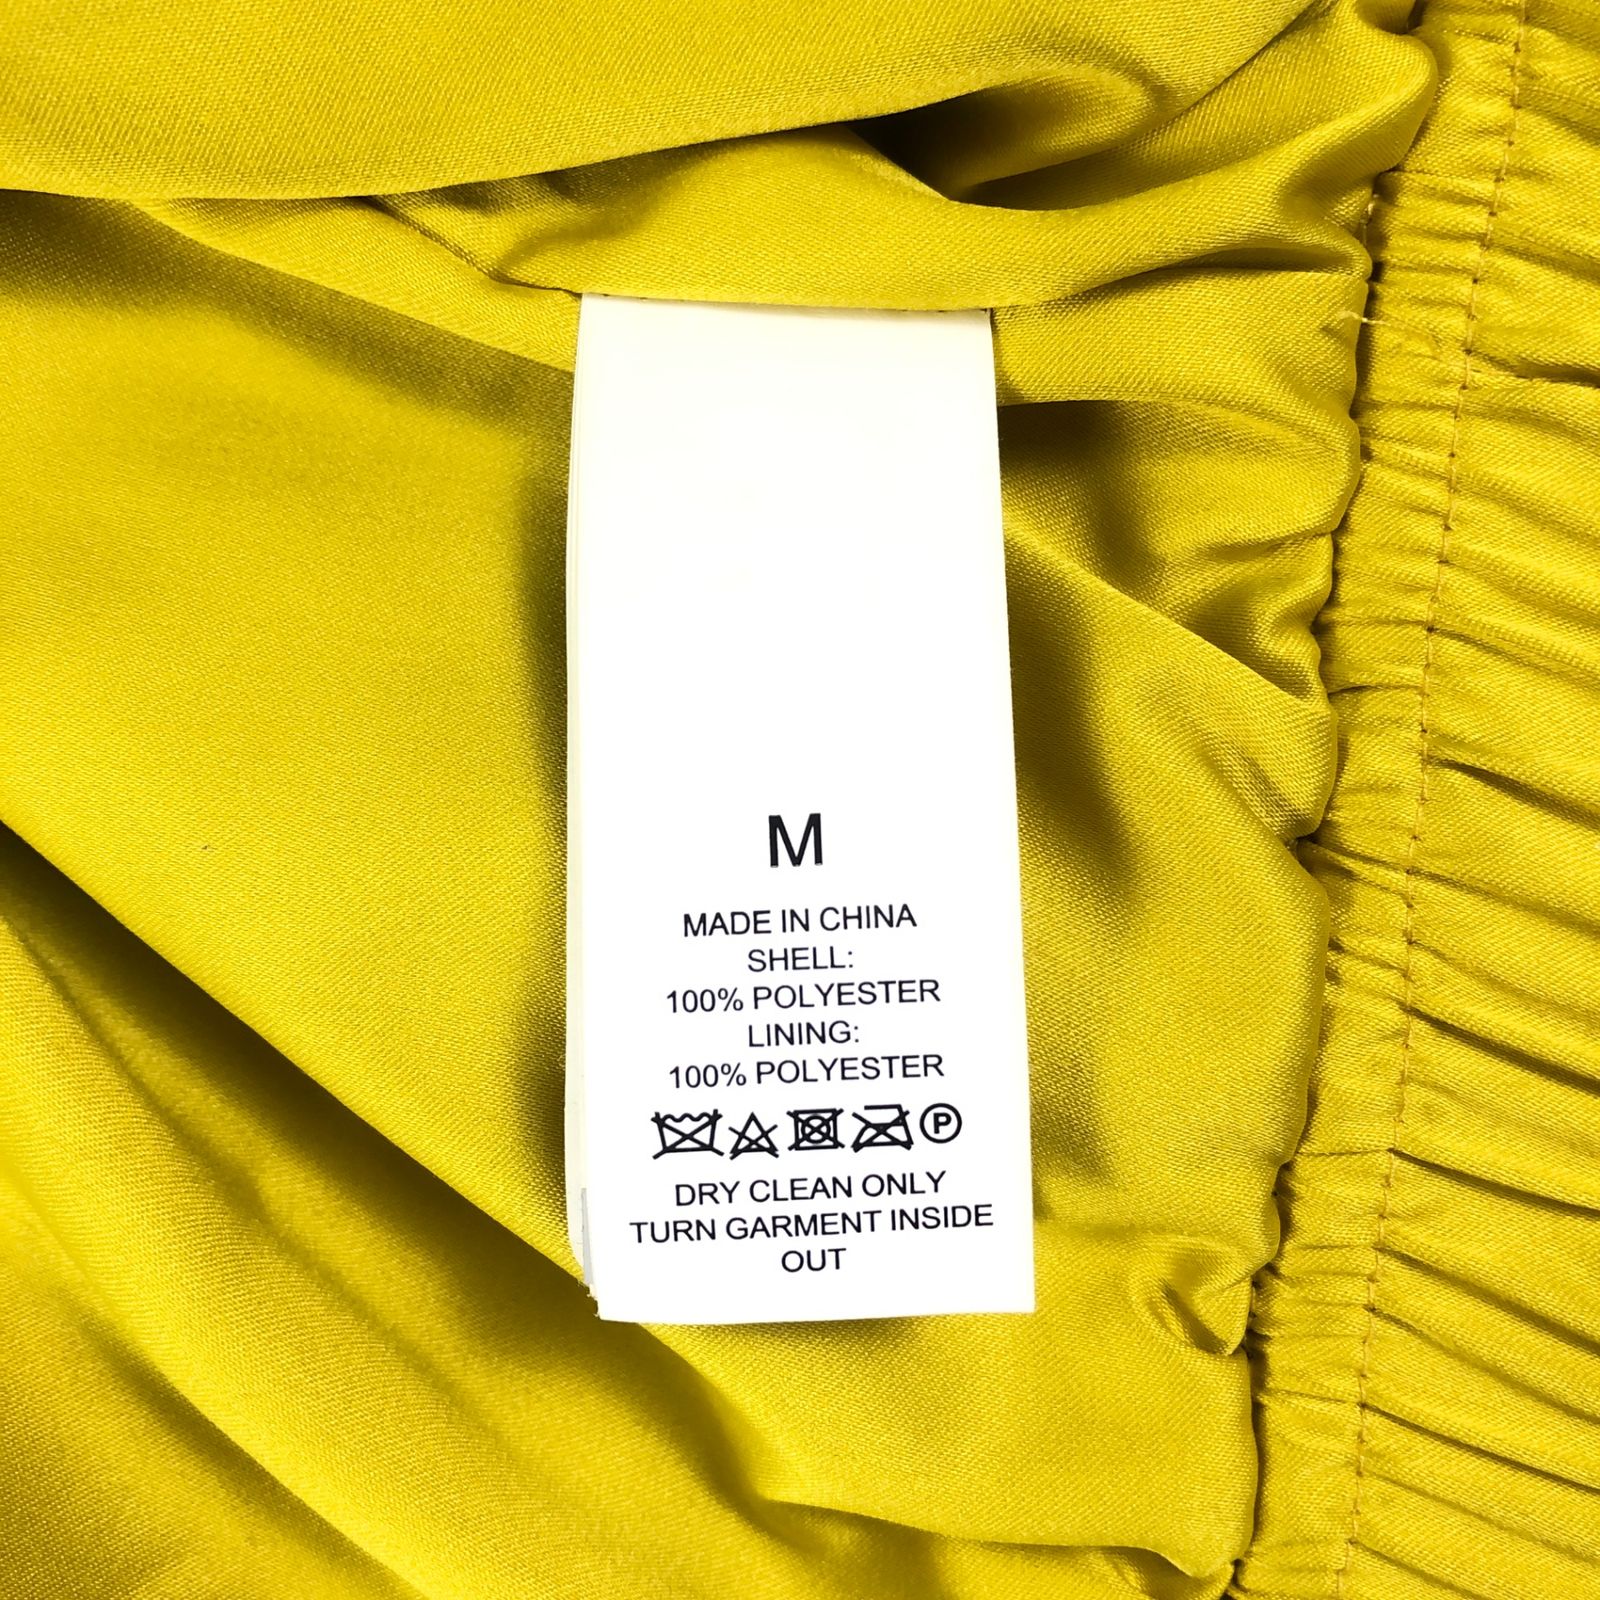 M
MADE IN CHINA
SHELL:
100% POLYESTER
LINING:
100% POLYESTER
P
DRY CLEAN ONLY
TURN GARMENT INSIDE
OUT